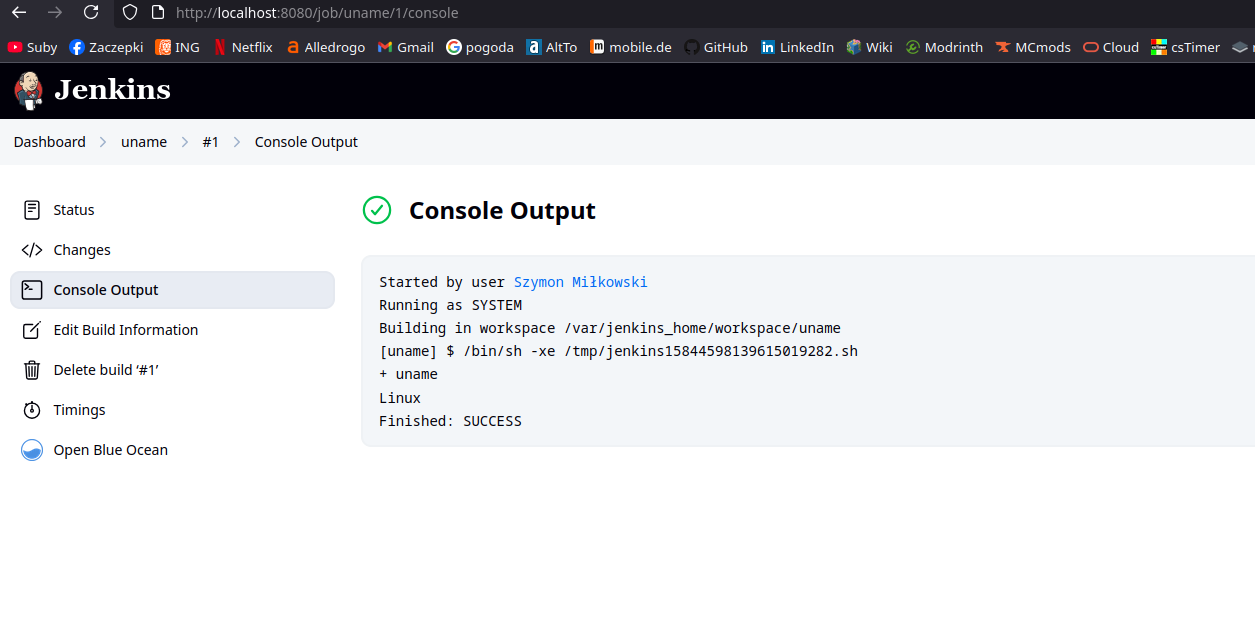 http://localhost:8080/job/uname/1/console
Suby Zaczepki ING Netflix Alledrogo Gmail pogoda AltTo mobile.de GitHub LinkedIn Wiki Modrinth MCmods Cloud csTimer
Jenkins
Dashboard uname #1 Console Output
Status
Changes
Console Output
Edit Build Information
Delete build ‘#1’
Timings
Open Blue Ocean
Console Output
Started by user Szymon Miłkowski
Running as SYSTEM
Building in workspace /var/jenkins_home/workspace/uname
[uname] $ /bin/sh -xe /tmp/jenkins15844598139615019282.sh
+ uname
Linux
Finished: SUCCESS